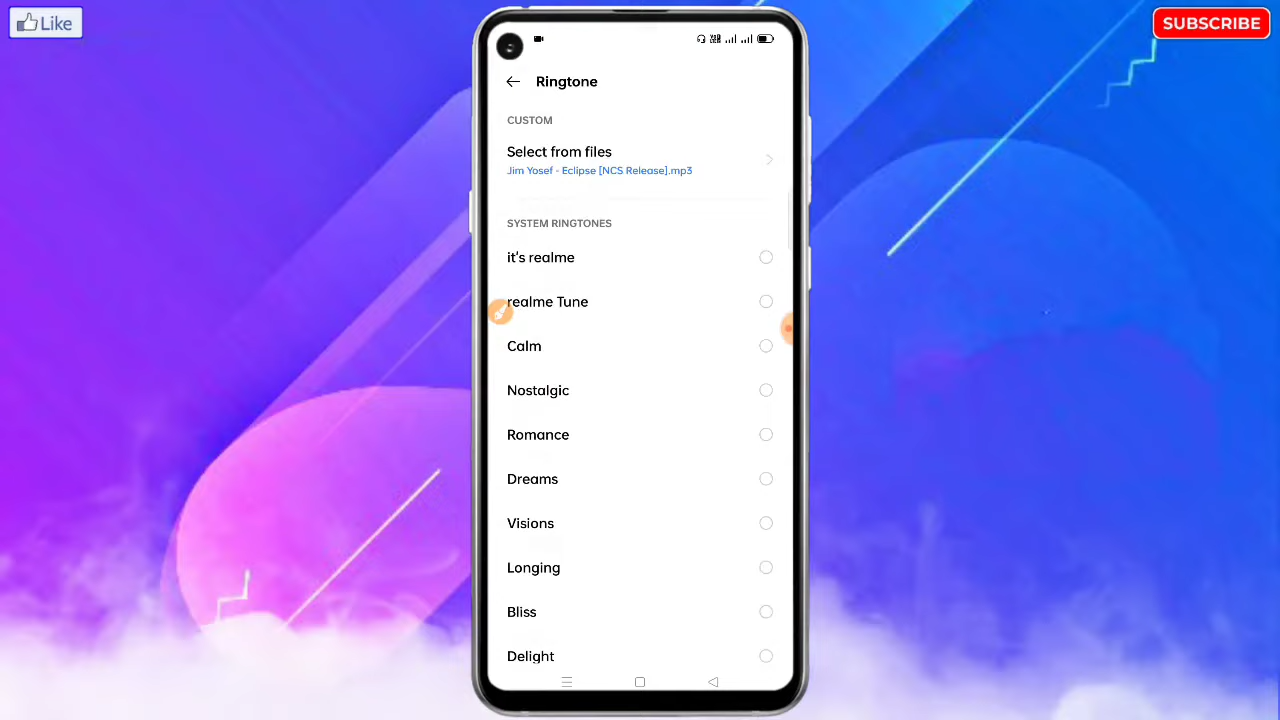 Like
SUBSCRIBE
Ringtone
CUSTOM
Select from files
Jim Yosef - Eclipse [NCS Release].mp3
SYSTEM RINGTONES
it's realme
realme Tune
Calm
Nostalgic
Romance
Dreams
Visions
Longing
Bliss
Delight